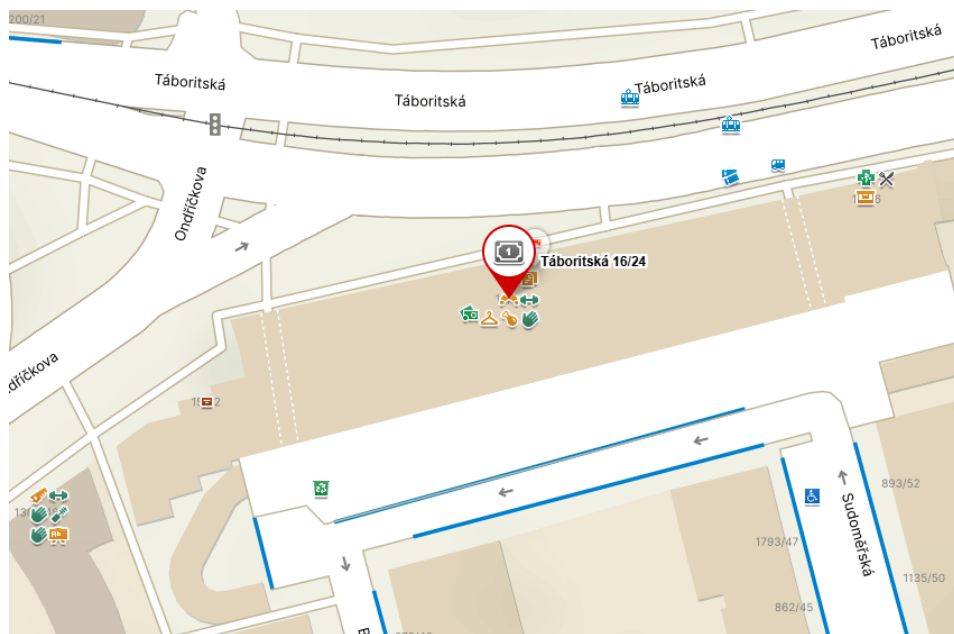 200/21
Táboritská
Táboritská
Táboritská
Táboritská
Ondříčkova
1
Táboritská 16/24
893/52
Sudoměřská
1793/47
1135/50
862/45